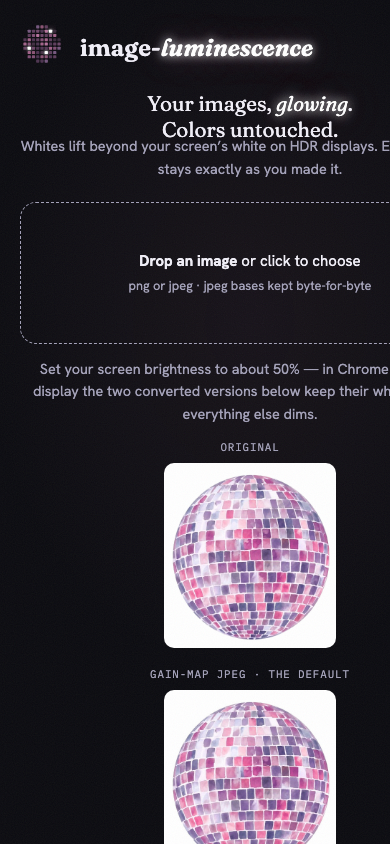 image-luminescence
Your images, glowing.
Colors untouched.
Whites lift beyond your screen’s white on HDR displays. E
stays exactly as you made it.
Drop an image or click to choose
png or jpeg · jpeg bases kept byte-for-byte
Set your screen brightness to about 50% — in Chrome
display the two converted versions below keep their wh
everything else dims.
ORIGINAL
GAIN-MAP JPEG · THE DEFAULT